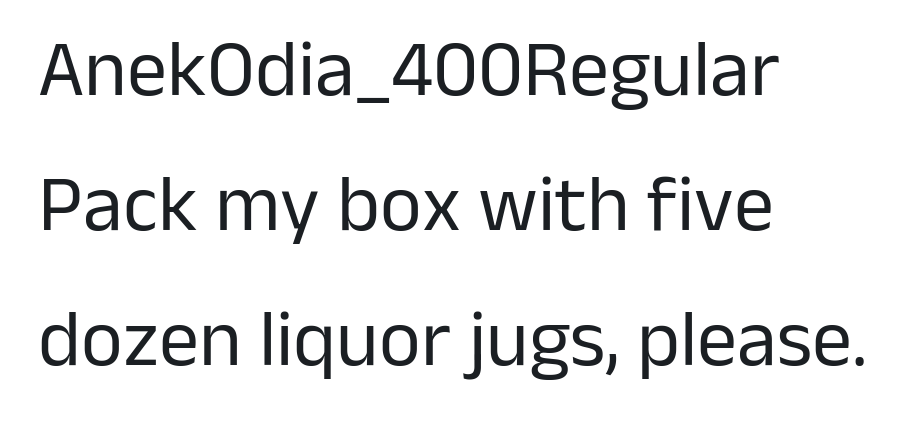 AnekOdia_400Regular
Pack my box with five
dozen liquor jugs, please.